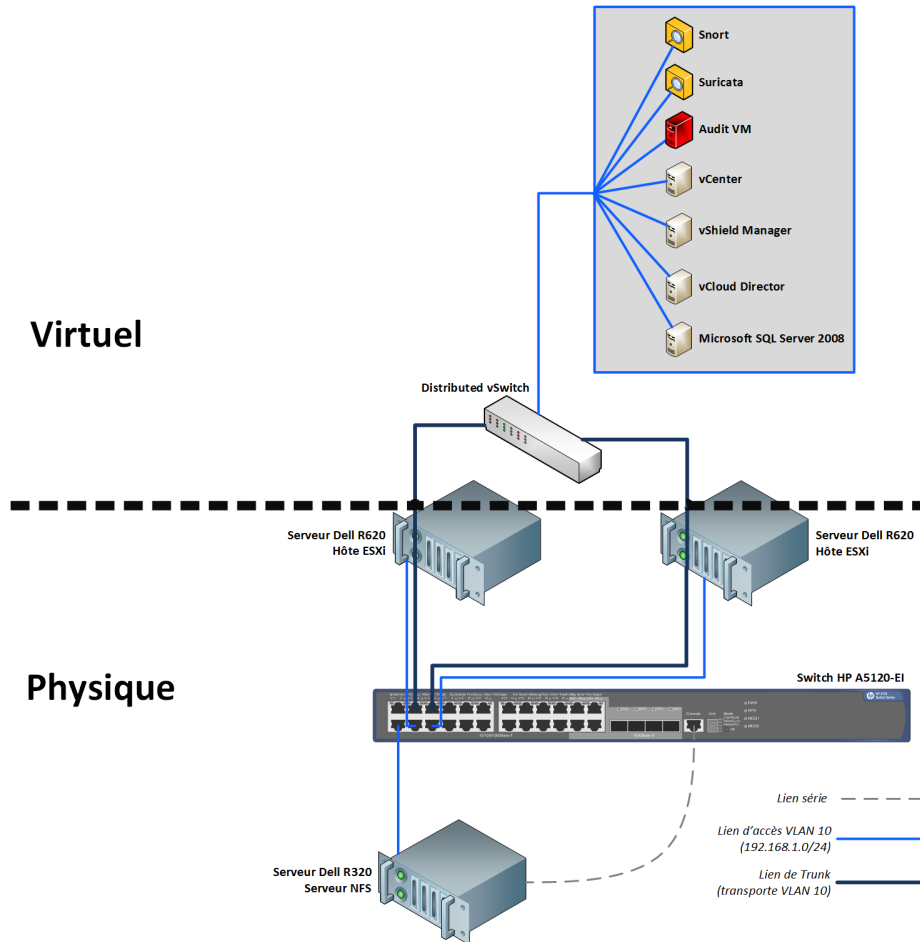 Snort
Suricata
Audit VM
vCenter
vShield Manager
vCloud Director
Microsoft SQL Server 2008
Virtuel
Distributed vSwitch
Serveur Dell R620
Hôte ESXi
Serveur Dell R620
Hôte ESXi
Physique
Switch HP A5120-EI
Console
Unit
Lien série
Lien d'accès VLAN 10
(192.168.1.0/24)
Serveur Dell R320
Serveur NFS
Lien de Trunk
(transporte VLAN 10)